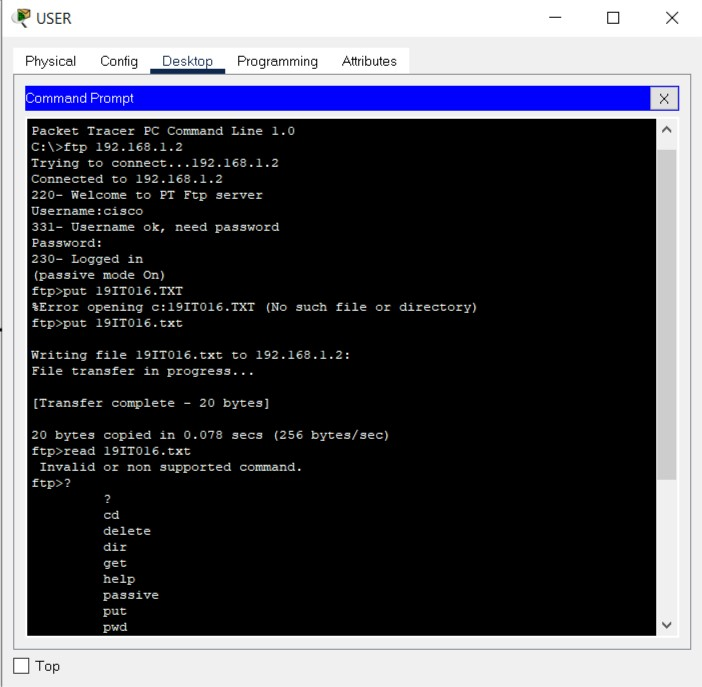 USER
Physical Config Desktop Programming Attributes
Command Prompt
X
Packet Tracer PC Command Line 1.0
C:\>ftp 192.168.1.2
Trying to connect...192.168.1.2
Connected to 192.168.1.2
220- Welcome to PT Ftp server
Username:cisco
331- Username ok, need password
Password:
230- Logged in
(passive mode On)
ftp>put 19IT016.TXT
%Error opening c:19IT016.TXT (No such file or directory)
ftp>put 19IT016.txt
Writing file 19IT016.txt to 192.168.1.2:
File transfer in progress...
[Transfer complete - 20 bytes]
20 bytes copied in 0.078 secs (256 bytes/sec)
ftp>read 19IT016.txt
Invalid or non supported command.
ftp>?
?
cd
delete
dir
get
help
passive
put
pwd
Top